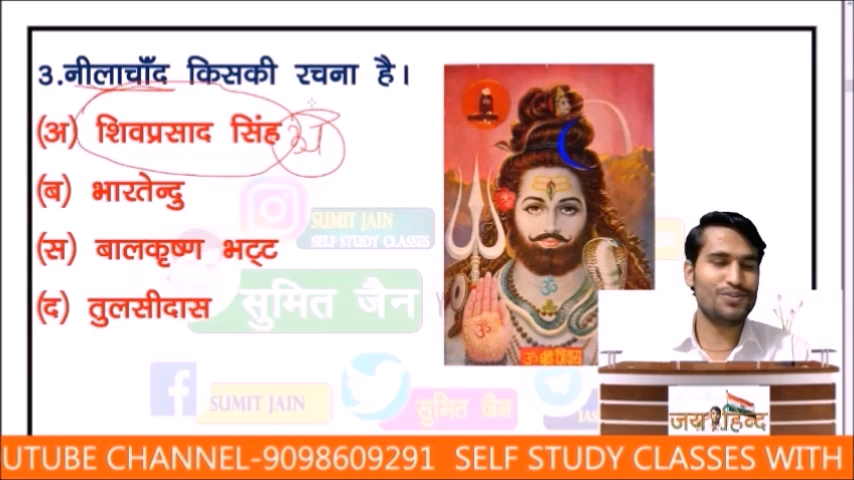 3.नीलाचाँद किसकी रचना है।
(अ) शिवप्रसाद सिंह
अ
(ब) भारतेन्दु
(स) बालकृष्ण भट्ट
(द) तुलसीदास
SUMIT JAIN
SELF STUDY CLASSES
सुमित जैन
SUMIT JAIN
सुमित जैन
ॐ
ॐ
जय हिन्द
UTUBE CHANNEL-9098609291 SELF STUDY CLASSES WITH